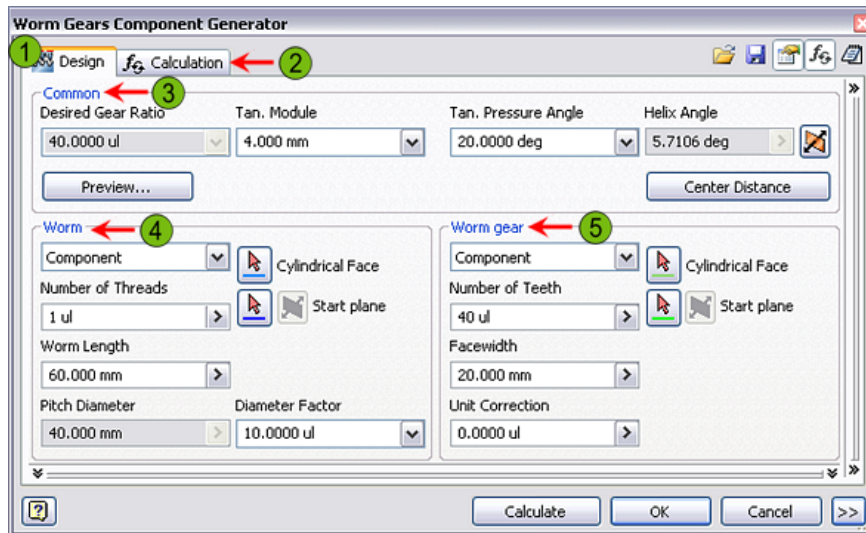 Worm Gears Component Generator
1 Design fG Calculation 2
Common 3
Desired Gear Ratio Tan. Module Tan. Pressure Angle Helix Angle
40.0000 ul 4.000 mm 20.0000 deg 5.7106 deg >
Preview... Center Distance
Worm 4 Worm gear 5
Component Cylindrical Face Component Cylindrical Face
Number of Threads Start plane Number of Teeth Start plane
1 ul > 40 ul >
Worm Length Facewidth
60.000 mm > 20.000 mm >
Pitch Diameter Diameter Factor Unit Correction
40.000 mm > 10.0000 ul 0.0000 ul >
? Calculate OK Cancel >>